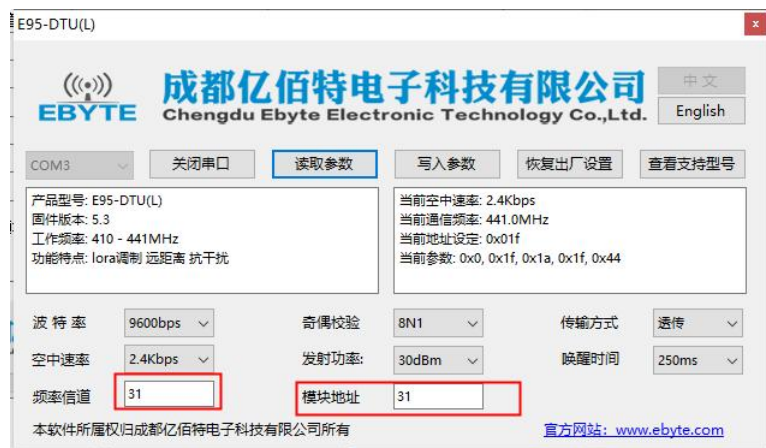 E95-DTU(L)
x
EBYTE
成都亿佰特电子科技有限公司
Chengdu Ebyte Electronic Technology Co.,Ltd.
中 文
English
COM3
关闭串口
读取参数
写入参数
恢复出厂设置
查看支持型号
产品型号: E95-DTU(L)
固件版本: 5.3
工作频率: 410 - 441MHz
功能特点: lora调制 远距离 抗干扰
当前空中速率: 2.4Kbps
当前通信频率: 441.0MHz
当前地址设定: 0x01f
当前参数: 0x0, 0x1f, 0x1a, 0x1f, 0x44
波 特 率
9600bps
奇偶校验
8N1
传输方式
透传
空中速率
2.4Kbps
发射功率:
30dBm
唤醒时间
250ms
频率信道
31
模块地址
31
本软件所属权归成都亿佰特电子科技有限公司所有
官方网站: www.ebyte.com